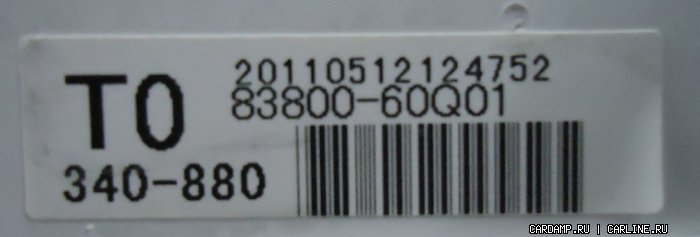 T0
20110512124752
83800-60Q01
340-880
CARDAMP.RU | CARLINE.RU